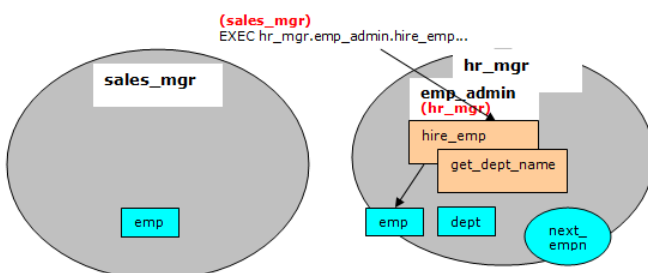 (sales_mgr)
EXEC hr_mgr.emp_admin.hire_emp...
sales_mgr
emp
hr_mgr
emp_admin
(hr_mgr)
hire_emp
get_dept_name
emp
dept
next_
empn